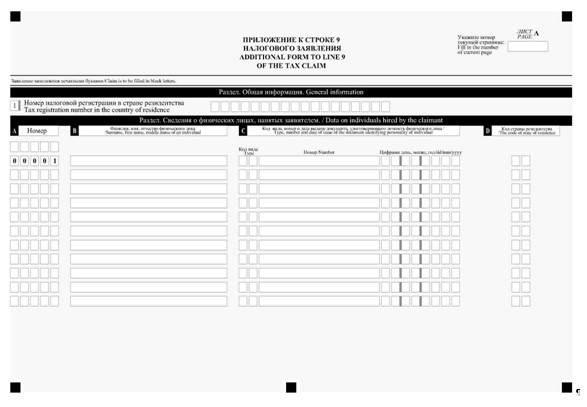 ПРИЛОЖЕНИЕ К СТРОКЕ 9
НАЛОГОВОГО ЗАЯВЛЕНИЯ
ADDITIONAL FORM TO LINE 9
OF THE TAX CLAIM
Укажите номер
текущей страницы:
Fill in the number
of current page
ЛИСТ
PAGE A
Заявление заполняется печатными буквами/Claim is to be filled in block letters.
Раздел. Общая информация. General information
1 Номер налоговой регистрации в стране резидентства
Tax registration number in the country of residence
Раздел. Сведения о физических лицах, нанятых заявителем. / Data on individuals hired by the claimant
A Номер
B Фамилия, имя, отчество физического лица
Surname, First name, middle name of an individual
C Код вида, номер и дата выдачи документа, удостоверяющего личность физического лица /
Type, number and date of issue of the document identifying personality of individual
D Код страны резидентства
The code of state of residence
Код вида
Type
Номер/Number
Цифрами день, месяц, год/dd/mm/yyyy
0 0 0 0 1